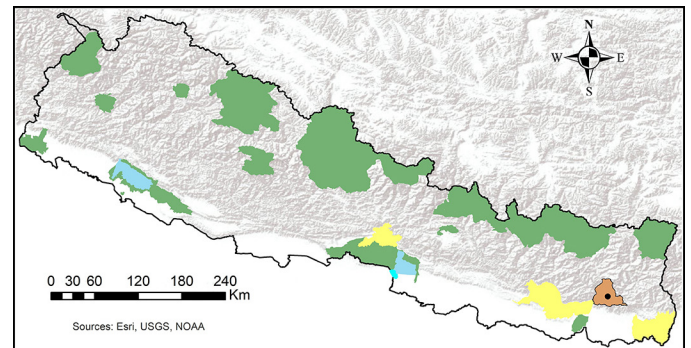 N
W E
S
0 30 60 120 180 240
Km
Sources: Esri, USGS, NOAA